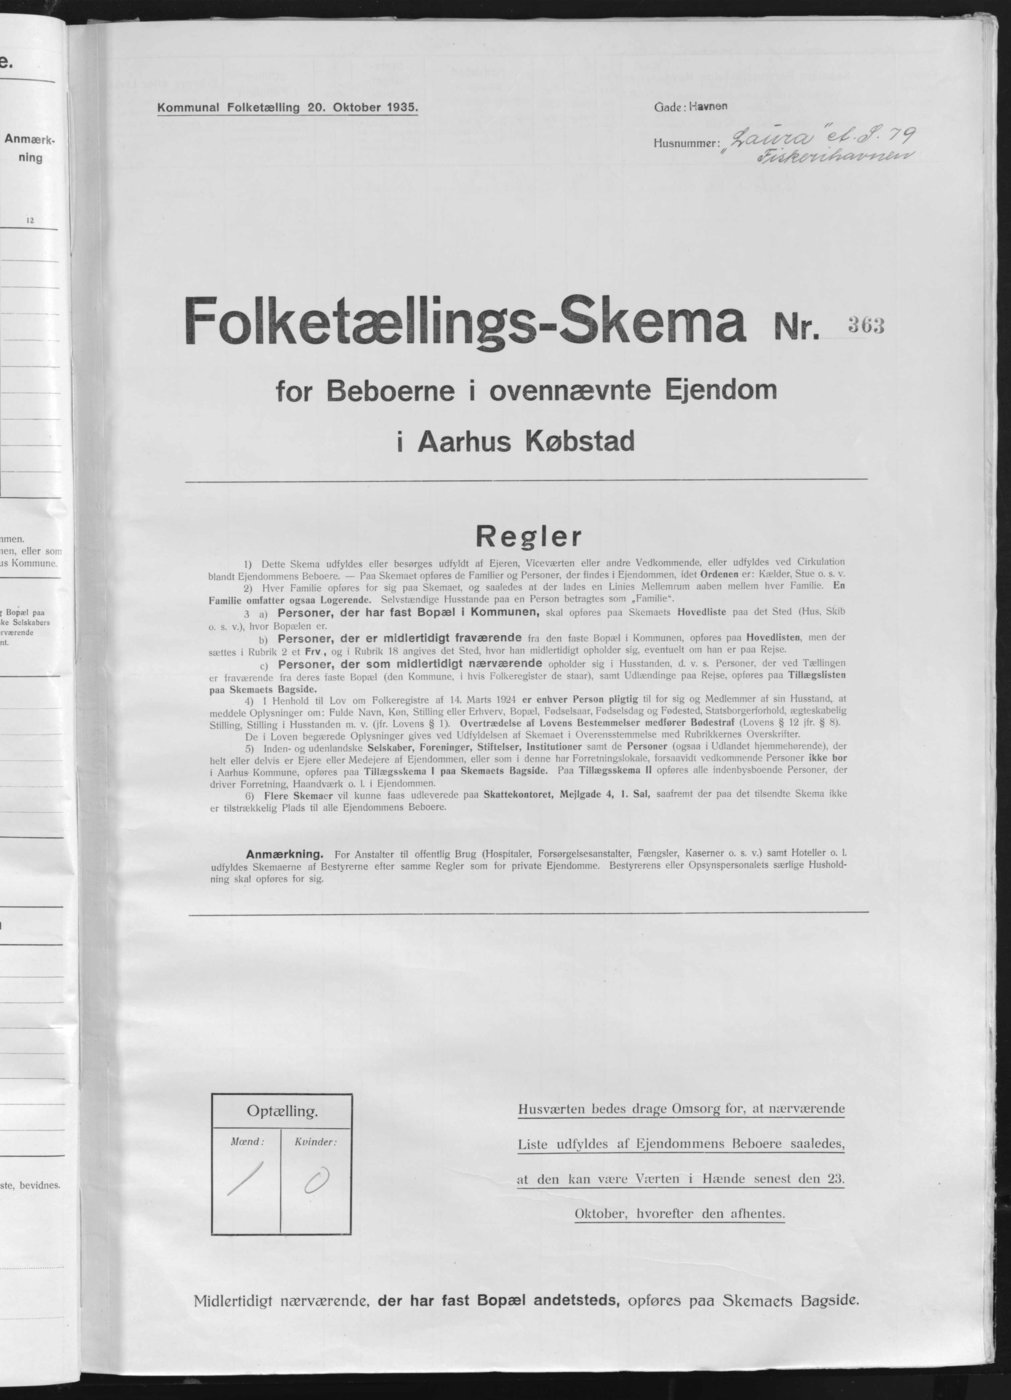 e.
Anmærk-
ning
12
mmen.
nen, eller som
us Kommune.
g Bopæl paa
ke Selskabers
rværende
nt.
ste, bevidnes.
Kommunal Folketælling 20. Oktober 1935.
Gade: Havnen
Husnummer: „Laura" et. S. 79
Fiskerihavnen
Folketællings-Skema Nr. 363
for Beboerne i ovennævnte Ejendom
i Aarhus Købstad
Regler
1) Dette Skema udfyldes eller besørges udfyldt af Ejeren, Viceværten eller andre Vedkommende, eller udfyldes ved Cirkulation
blandt Ejendommens Beboere. — Paa Skemaet opføres de Familier og Personer, der findes i Ejendommen, idet Ordenen er: Kælder, Stue o. s. v.
2) Hver Familie opføres for sig paa Skemaet, og saaledes at der lades en Linies Mellemrum aaben mellem hver Familie. En
Familie omfatter ogsaa Logerende. Selvstændige Husstande paa en Person betragtes som „Familie“.
3 a) Personer, der har fast Bopæl i Kommunen, skal opføres paa Skemaets Hovedliste paa det Sted (Hus, Skib
o. s. v.), hvor Bopælen er.
b) Personer, der er midlertidigt fraværende fra den faste Bopæl i Kommunen, opføres paa Hovedlisten, men der
sættes i Rubrik 2 et Frv., og i Rubrik 18 angives det Sted, hvor han midlertidigt opholder sig, eventuelt om han er paa Rejse.
c) Personer, der som midlertidigt nærværende opholder sig i Husstanden, d. v. s. Personer, der ved Tællingen
er fraværende fra deres faste Bopæl (den Kommune, i hvis Folkeregister de staar), samt Udlændinge paa Rejse, opføres paa Tillægslisten
paa Skemaets Bagside.
4) I Henhold til Lov om Folkeregistre af 14. Marts 1924 er enhver Person pligtig til for sig og Medlemmer af sin Husstand, at
meddele Oplysninger om: Fulde Navn, Køn, Stilling eller Erhverv, Bopæl, Fødselsaar, Fødselsdag og Fødested, Statsborgerforhold, ægteskabelig
Stilling, Stilling i Husstanden m. v. (jfr. Lovens § 1). Overtrædelse af Lovens Bestemmelser medfører Bødestraf (Lovens § 12 jfr. § 8).
De i Loven begærede Oplysninger gives ved Udfyldelsen af Skemaet i Overensstemmelse med Rubrikkernes Overskrifter.
5) Inden- og udenlandske Selskaber, Foreninger, Stiftelser, Institutioner samt de Personer (ogsaa i Udlandet hjemmehørende), der
helt eller delvis er Ejere eller Medejere af Ejendommen, eller som i denne har Forretningslokale, forsaavidt vedkommende Personer ikke bor
i Aarhus Kommune, opføres paa Tillægsskema I paa Skemaets Bagside. Paa Tillægsskema II opføres alle indenbysboende Personer, der
driver Forretning, Haandværk o. l. i Ejendommen.
6) Flere Skemaer vil kunne faas udleverede paa Skattekontoret, Mejlgade 4, 1. Sal, saafremt der paa det tilsendte Skema ikke
er tilstrækkelig Plads til alle Ejendommens Beboere.
Anmærkning. For Anstalter til offentlig Brug (Hospitaler, Forsørgelsesanstalter, Fængsler, Kaserner o. s. v.) samt Hoteller o. l.
udfyldes Skemaerne af Bestyrerne efter samme Regler som for private Ejendomme. Bestyrerens eller Opsynspersonalets særlige Hushold-
ning skal opføres for sig.
Optælling.
Mænd: Kvinder:
1 0
Husværten bedes drage Omsorg for, at nærværende
Liste udfyldes af Ejendommens Beboere saaledes,
at den kan være Værten i Hænde senest den 23.
Oktober, hvorefter den afhentes.
Midlertidigt nærværende, der har fast Bopæl andetsteds, opføres paa Skemaets Bagside.